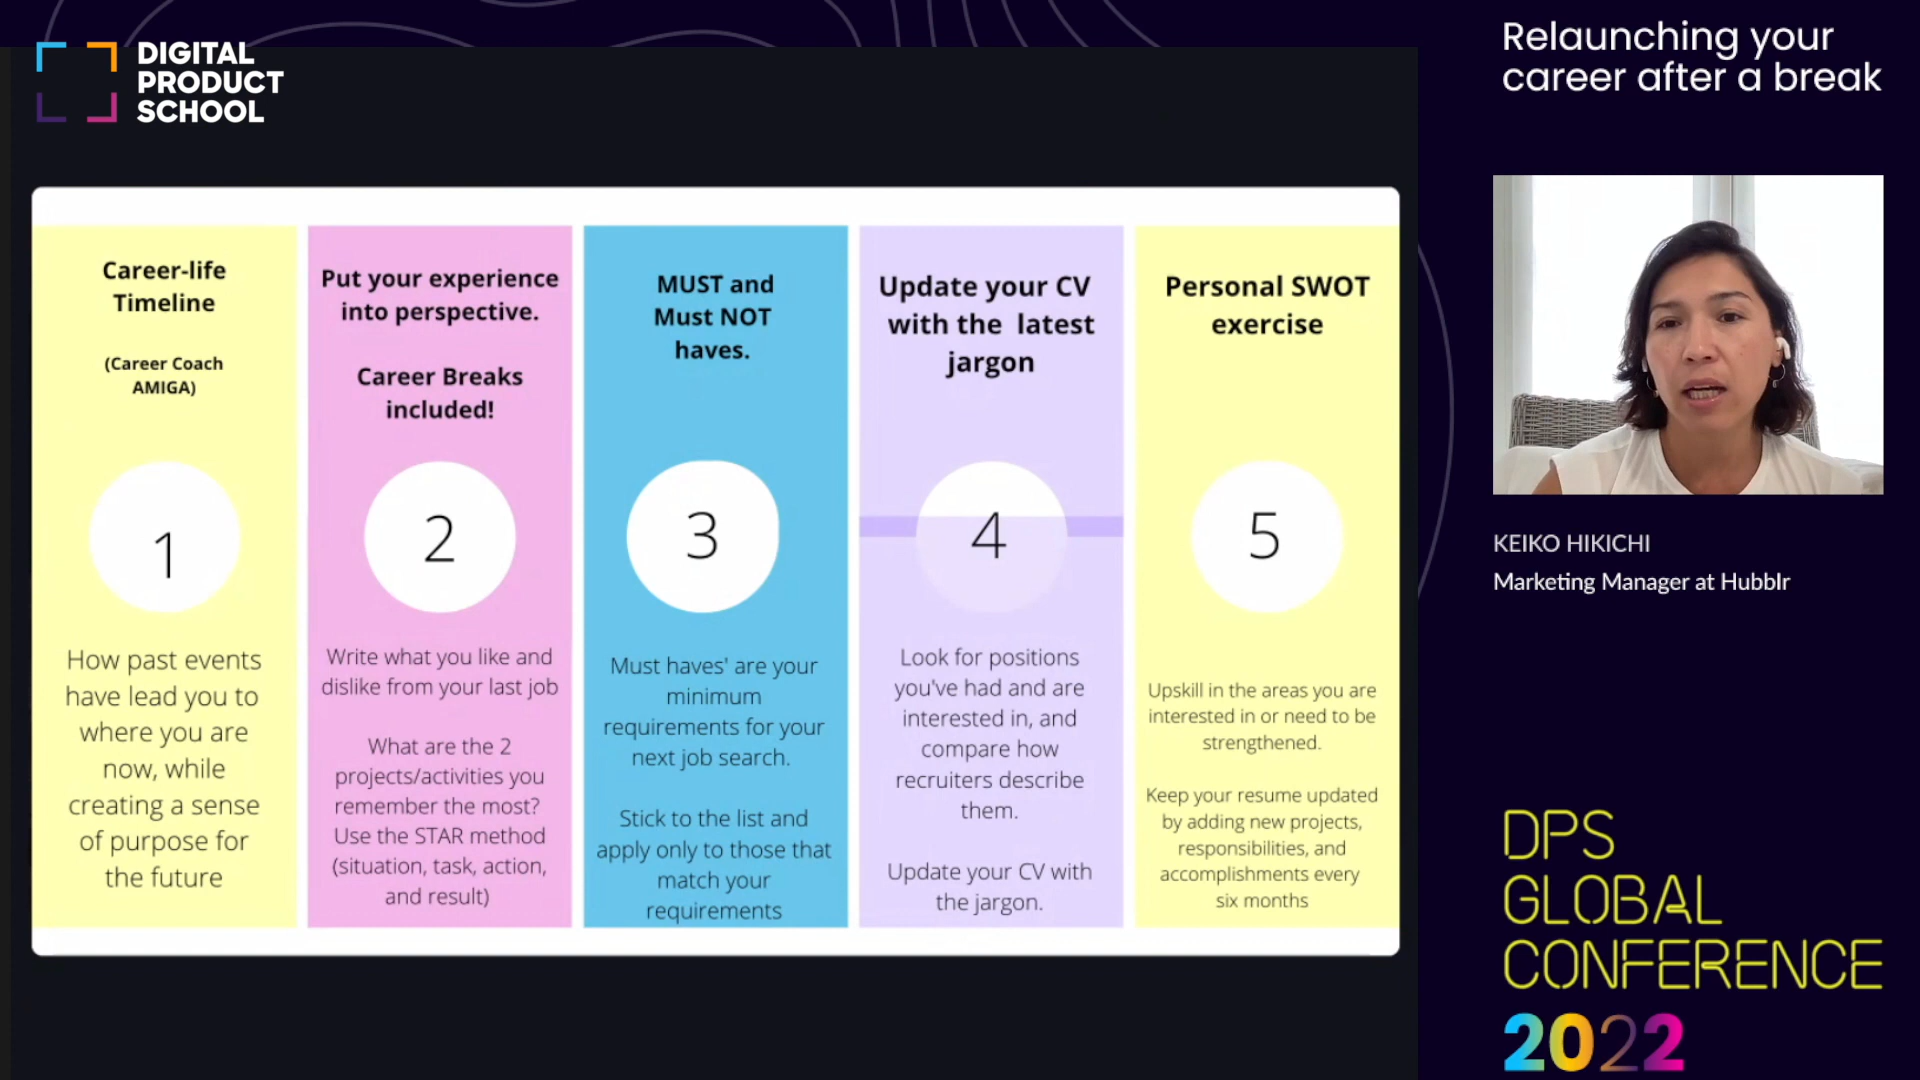 DIGITAL
PRODUCT
SCHOOL
Relaunching your
career after a break
Career-life
Timeline
(Career Coach
AMIGA)
1
How past events
have lead you to
where you are
now, while
creating a sense
of purpose for
the future
Put your experience
into perspective.
Career Breaks
included!
2
Write what you like and
dislike from your last job
What are the 2
projects/activities you
remember the most?
Use the STAR method
(situation, task, action,
and result)
MUST and
Must NOT
haves.
3
Must haves' are your
minimum
requirements for your
next job search.
Stick to the list and
apply only to those that
match your
requirements
Update your CV
with the latest
jargon
4
Look for positions
you've had and are
interested in, and
compare how
recruiters describe
them.
Update your CV with
the jargon.
Personal SWOT
exercise
5
Upskill in the areas you are
interested in or need to be
strengthened.
Keep your resume updated
by adding new projects,
responsibilities, and
accomplishments every
six months
KEIKO HIKICHI
Marketing Manager at Hubblr
DPS
GLOBAL
CONFERENCE
2022